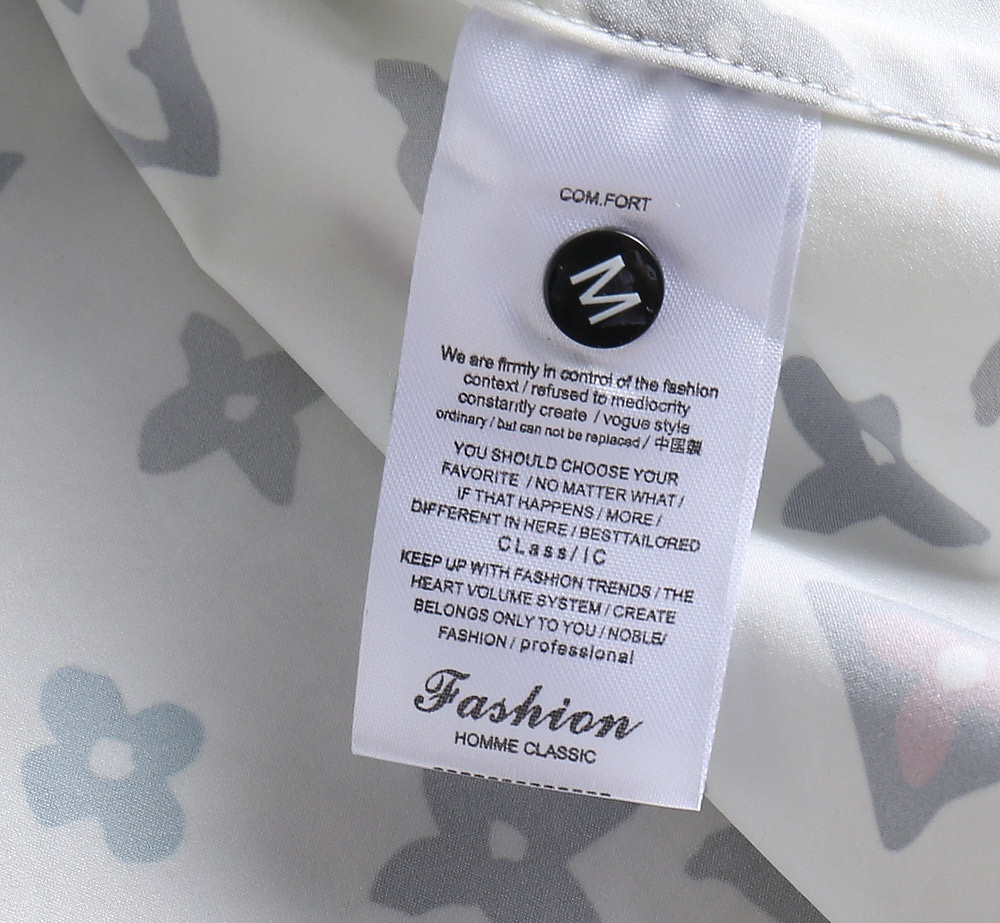 COM.FORT
M
We are firmly in control of the fashion
context / refused to mediocrity
constantly create / vogue style
ordinary / but can not be replaced / 中国製
YOU SHOULD CHOOSE YOUR
FAVORITE / NO MATTER WHAT /
IF THAT HAPPENS / MORE /
DIFFERENT IN HERE / BESTTAILORED
CLass/IC
KEEP UP WITH FASHION TRENDS / THE
HEART VOLUME SYSTEM / CREATE
BELONGS ONLY TO YOU / NOBLE/
FASHION / professional
Fashion
HOMME CLASSIC